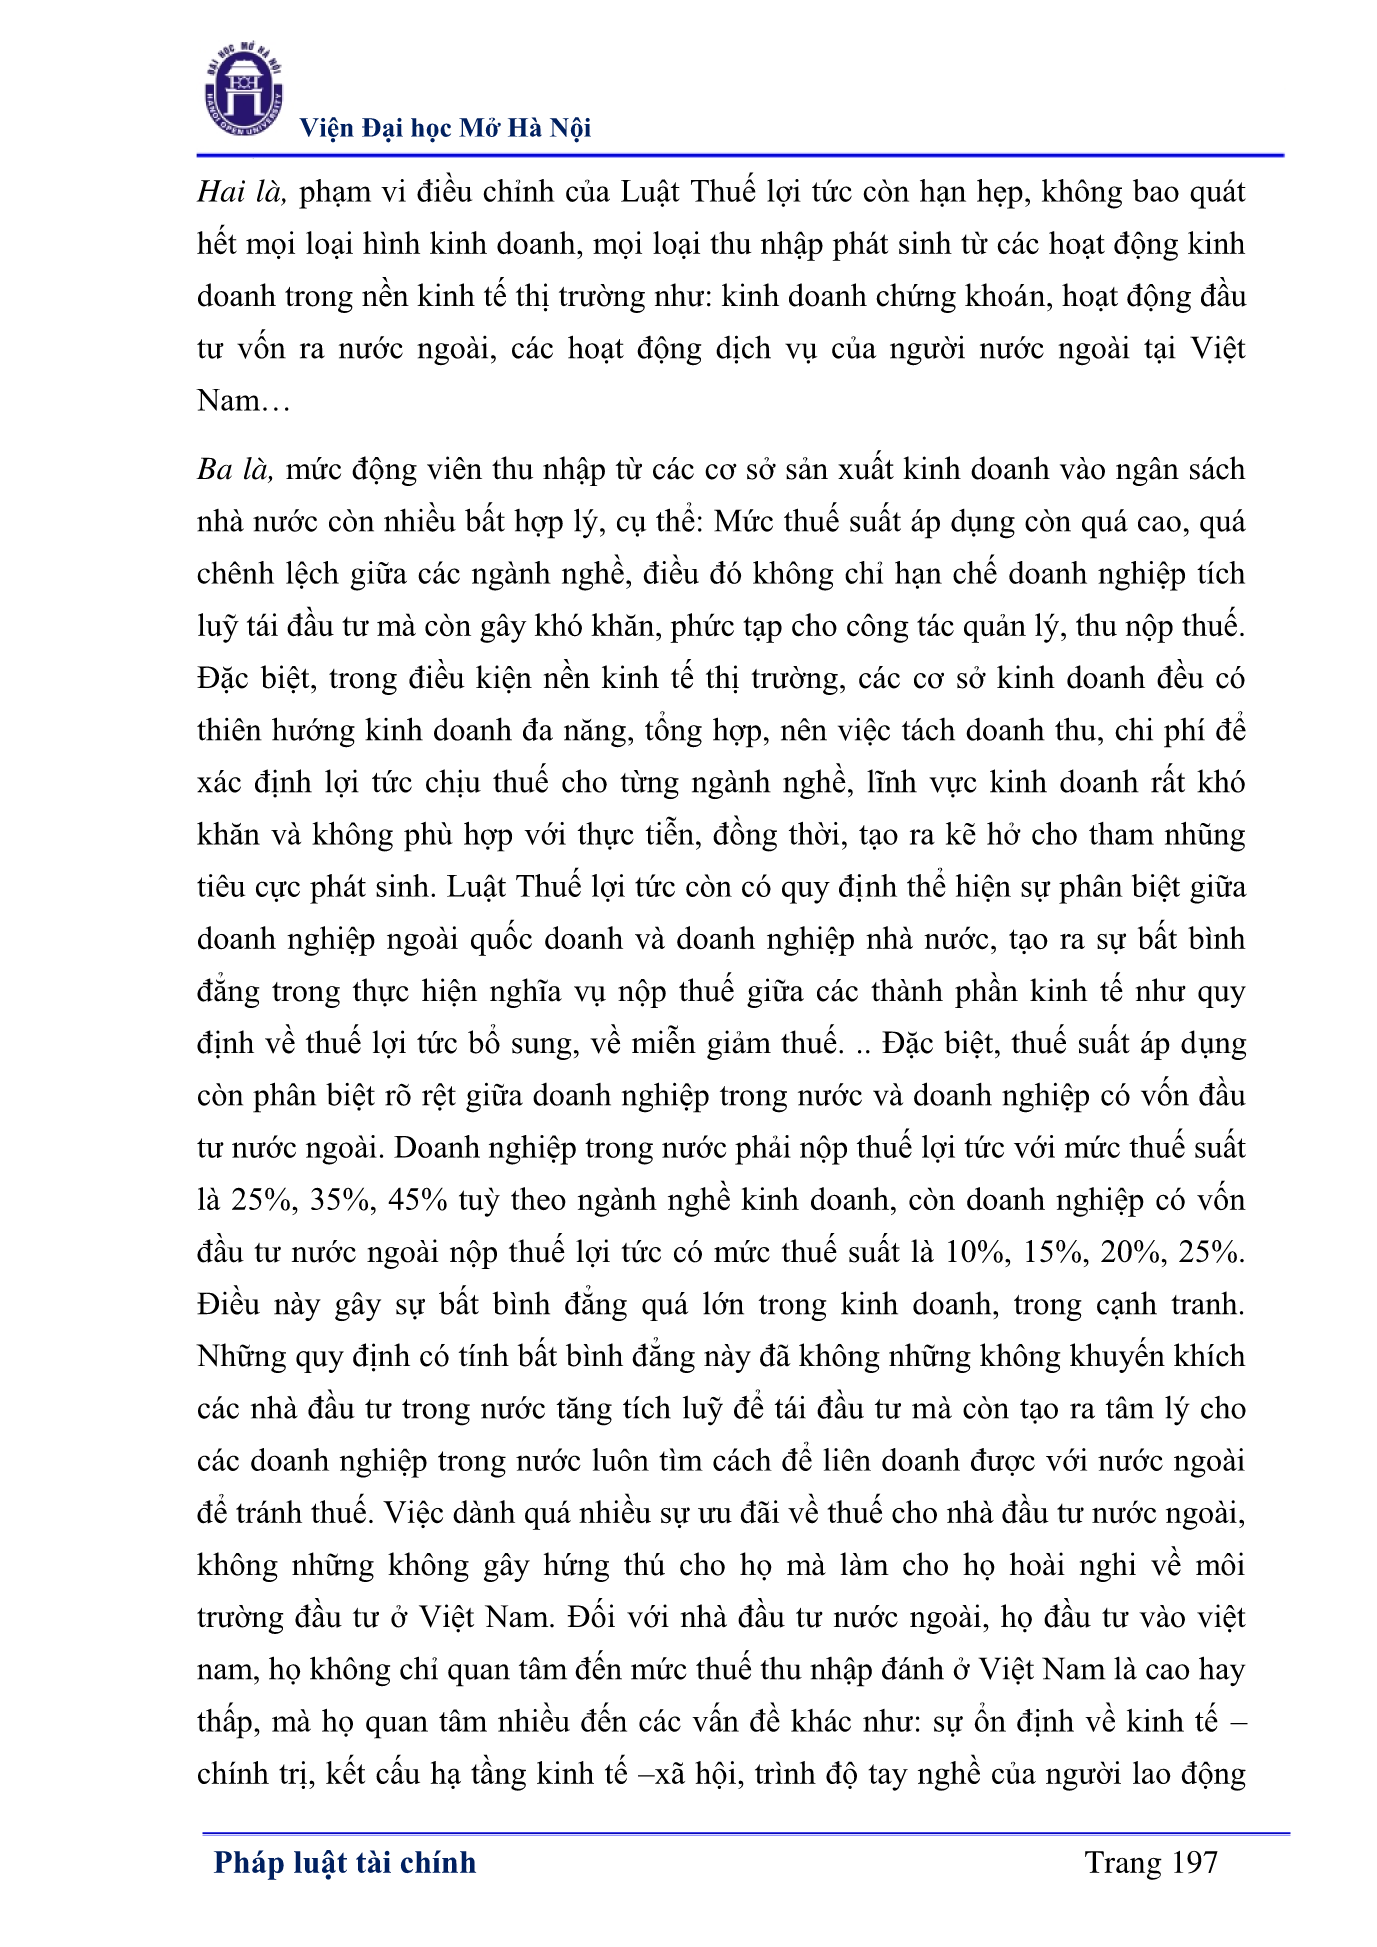 ĐẠI HỌC MỞ HÀ NỘI
HANOI OPEN UNIVERSITY
Viện Đại học Mở Hà Nội
Hai là, phạm vi điều chỉnh của Luật Thuế lợi tức còn hạn hẹp, không bao quát
hết mọi loại hình kinh doanh, mọi loại thu nhập phát sinh từ các hoạt động kinh
doanh trong nền kinh tế thị trường như: kinh doanh chứng khoán, hoạt động đầu
tư vốn ra nước ngoài, các hoạt động dịch vụ của người nước ngoài tại Việt
Nam…
Ba là, mức động viên thu nhập từ các cơ sở sản xuất kinh doanh vào ngân sách
nhà nước còn nhiều bất hợp lý, cụ thể: Mức thuế suất áp dụng còn quá cao, quá
chênh lệch giữa các ngành nghề, điều đó không chỉ hạn chế doanh nghiệp tích
luỹ tái đầu tư mà còn gây khó khăn, phức tạp cho công tác quản lý, thu nộp thuế.
Đặc biệt, trong điều kiện nền kinh tế thị trường, các cơ sở kinh doanh đều có
thiên hướng kinh doanh đa năng, tổng hợp, nên việc tách doanh thu, chi phí để
xác định lợi tức chịu thuế cho từng ngành nghề, lĩnh vực kinh doanh rất khó
khăn và không phù hợp với thực tiễn, đồng thời, tạo ra kẽ hở cho tham nhũng
tiêu cực phát sinh. Luật Thuế lợi tức còn có quy định thể hiện sự phân biệt giữa
doanh nghiệp ngoài quốc doanh và doanh nghiệp nhà nước, tạo ra sự bất bình
đẳng trong thực hiện nghĩa vụ nộp thuế giữa các thành phần kinh tế như quy
định về thuế lợi tức bổ sung, về miễn giảm thuế. .. Đặc biệt, thuế suất áp dụng
còn phân biệt rõ rệt giữa doanh nghiệp trong nước và doanh nghiệp có vốn đầu
tư nước ngoài. Doanh nghiệp trong nước phải nộp thuế lợi tức với mức thuế suất
là 25%, 35%, 45% tuỳ theo ngành nghề kinh doanh, còn doanh nghiệp có vốn
đầu tư nước ngoài nộp thuế lợi tức có mức thuế suất là 10%, 15%, 20%, 25%.
Điều này gây sự bất bình đẳng quá lớn trong kinh doanh, trong cạnh tranh.
Những quy định có tính bất bình đẳng này đã không những không khuyến khích
các nhà đầu tư trong nước tăng tích luỹ để tái đầu tư mà còn tạo ra tâm lý cho
các doanh nghiệp trong nước luôn tìm cách để liên doanh được với nước ngoài
để tránh thuế. Việc dành quá nhiều sự ưu đãi về thuế cho nhà đầu tư nước ngoài,
không những không gây hứng thú cho họ mà làm cho họ hoài nghi về môi
trường đầu tư ở Việt Nam. Đối với nhà đầu tư nước ngoài, họ đầu tư vào việt
nam, họ không chỉ quan tâm đến mức thuế thu nhập đánh ở Việt Nam là cao hay
thấp, mà họ quan tâm nhiều đến các vấn đề khác như: sự ổn định về kinh tế –
chính trị, kết cấu hạ tầng kinh tế –xã hội, trình độ tay nghề của người lao động
Pháp luật tài chính
Trang 197